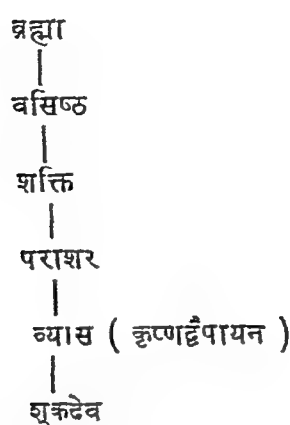 ब्रह्मा
वसिष्ठ
शक्ति
पराशर
व्यास ( कृष्णद्वैपायन )
शुकदेव